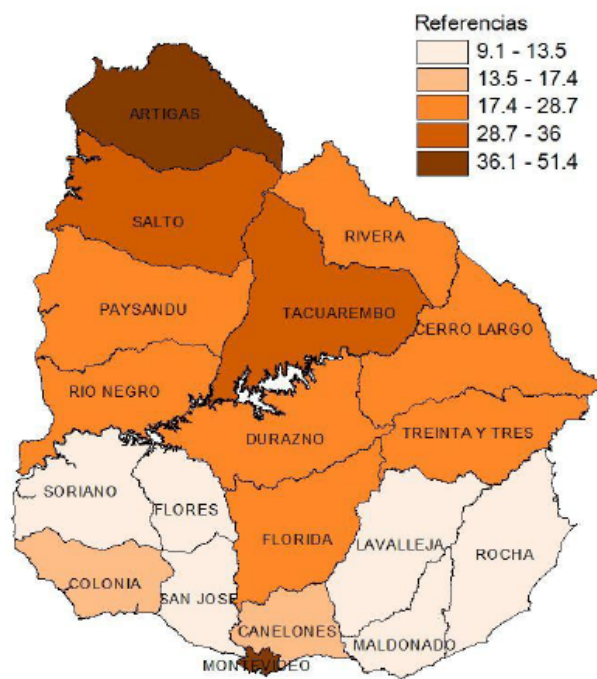 Referencias
9.1 - 13.5
13.5 - 17.4
17.4 - 28.7
28.7 - 36
36.1 - 51.4
ARTIGAS
SALTO
RIVERA
PAYSANDU
TACUAREMBO
CERRO LARGO
RIO NEGRO
DURAZNO
TREINTA Y TRES
SORIANO
FLORES
FLORIDA
LAVALLEJA
ROCHA
COLONIA
SAN JOSE
CANELONES
MALDONADO
MONTEVIDEO